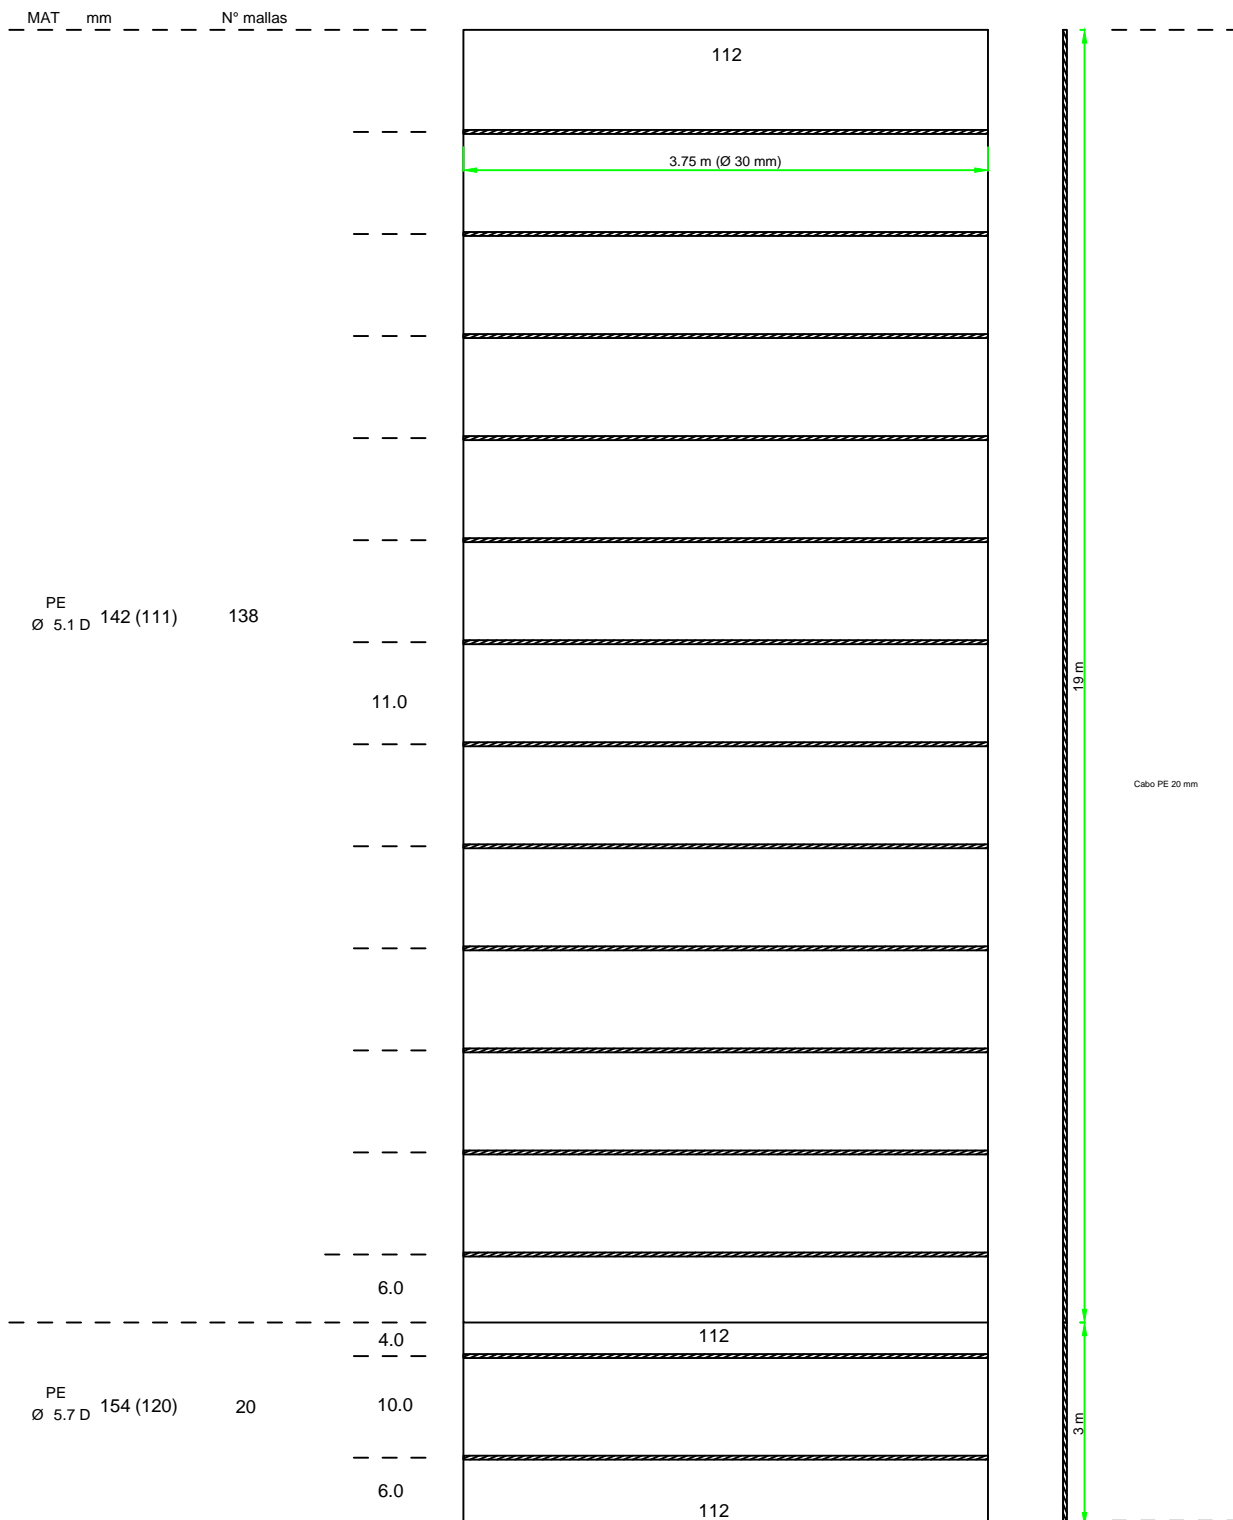 MAT mm N° mallas
112
3.75 m (Ø 30 mm)
PE
Ø 5.1 D 142 (111) 138
19 m
11.0
Cabo PE 20 mm
6.0
4.0 112
PE
Ø 5.7 D 154 (120) 20 10.0
3 m
6.0
112